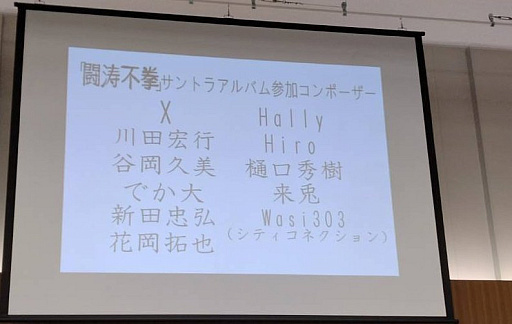 「闘涛不拳」サントラアルバム参加コンポーザー
X
川田宏行
谷岡久美
でか大
新田忠弘
花岡拓也
Hally
Hiro
樋口秀樹
来兎
Wasi303
(シティコネクション)